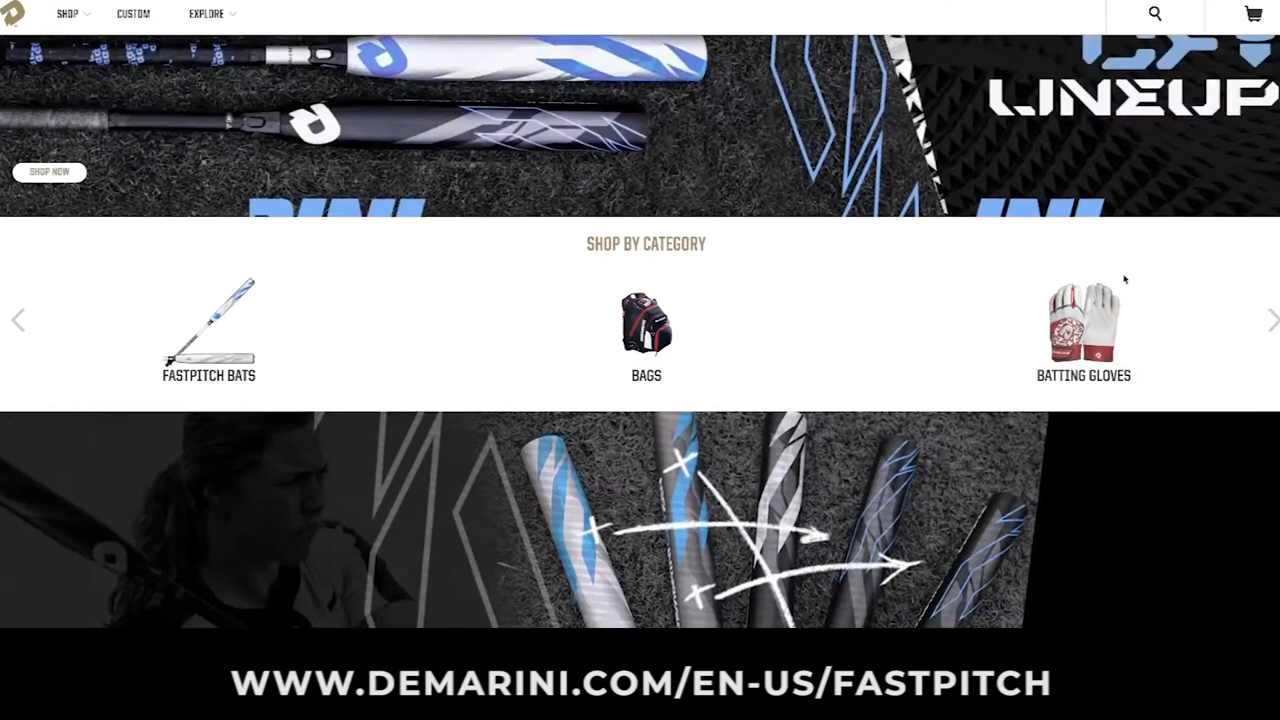 SHOP
CUSTOM
EXPLORE
LINEUP
SHOP NOW
SHOP BY CATEGORY
FASTPITCH BATS
BAGS
BATTING GLOVES
WWW.DEMARINI.COM/EN-US/FASTPITCH